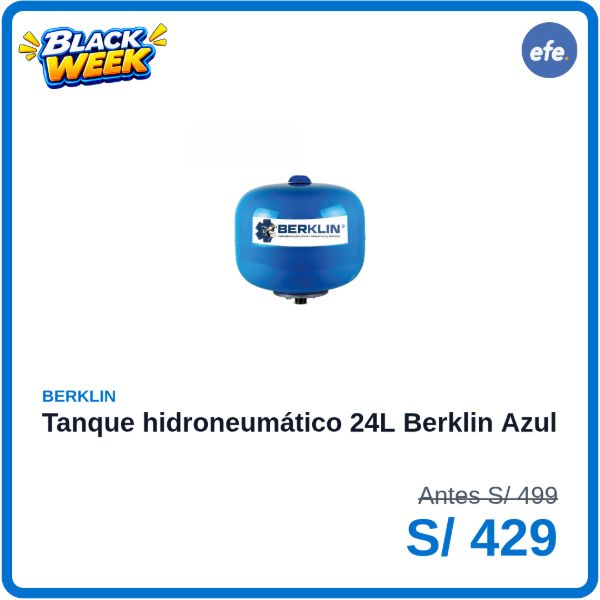 BLACK
WEEK
efe.
BERKLIN®
BERKLIN
Tanque hidroneumático 24L Berklin Azul
Antes S/ 499
S/ 429